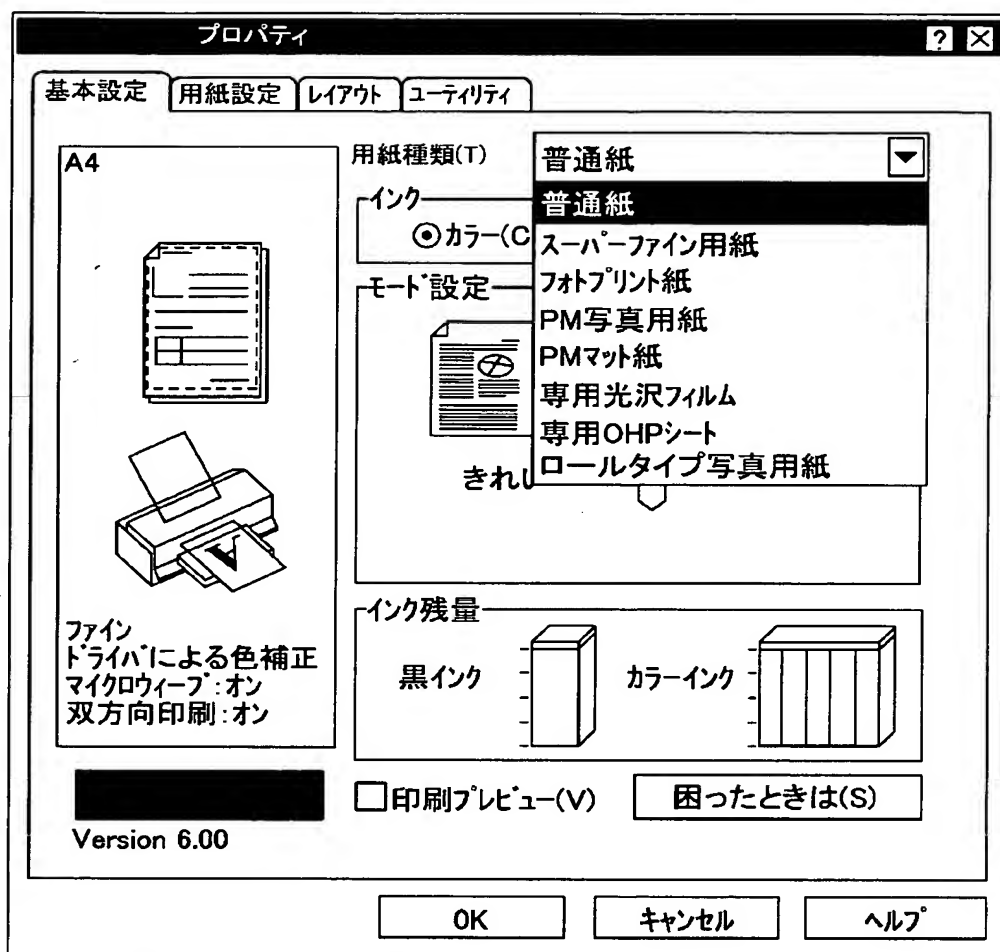 プロパティ
? ×
基本設定 用紙設定 レイアウト ユーティリティ
A4
用紙種類(T)
普通紙
インク
カラー(C
普通紙
スーパーファイン用紙
フォトプリント紙
PM写真用紙
PMマット紙
専用光沢フィルム
専用OHPシート
ロールタイプ写真用紙
モード設定
きれい
ファイン
ドライバによる色補正
マイクロウィーブ:オン
双方向印刷:オン
インク残量
黒インク
カラーインク
Version 6.00
印刷プレビュー(V)
困ったときは(S)
OK キャンセル ヘルプ